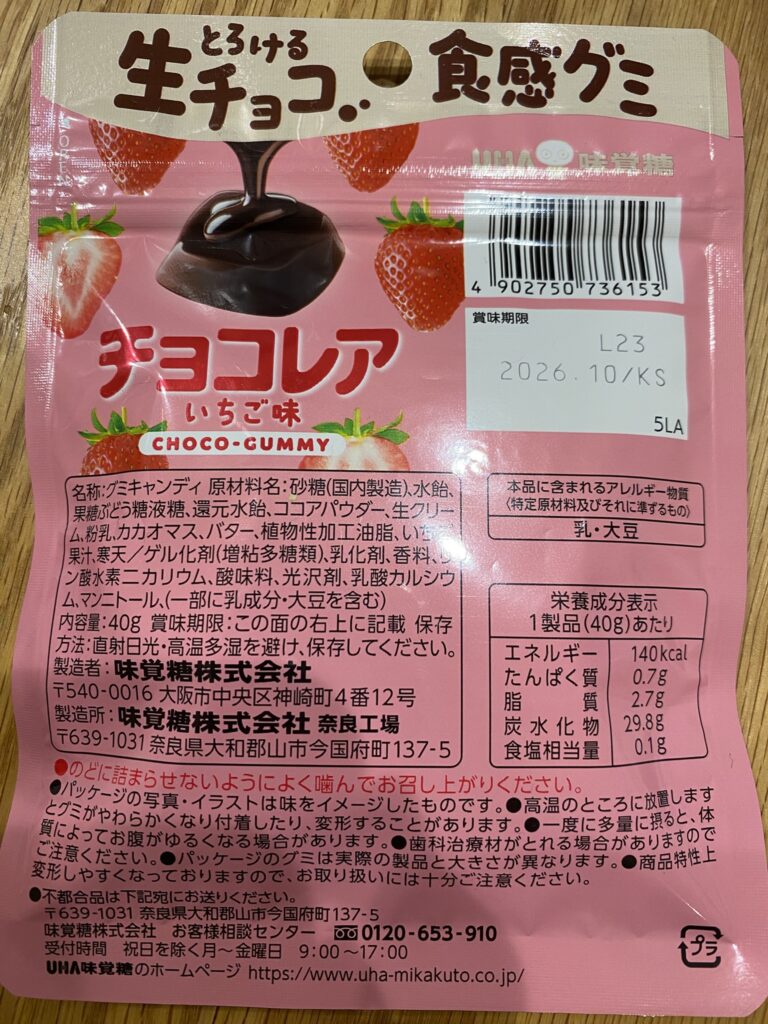 とろける
生チョコ。食感グミ
UHA味覚糖
4 902750 736153
賞味期限
L23
2026.10/KS
5LA
チョコレア
いちご味
CHOCO-GUMMY
名称:グミキャンディ 原材料名:砂糖(国内製造)、水飴、
果糖ぶどう糖液糖、還元水飴、ココアパウダー、生クリー
ム、粉乳、カカオマス、バター、植物性加工油脂、いちご
果汁、寒天/ゲル化剤(増粘多糖類)、乳化剤、香料、リ
ン酸水素二カリウム、酸味料、光沢剤、乳酸カルシウ
ム、マンニトール、(一部に乳成分・大豆を含む)
内容量:40g 賞味期限:この面の右上に記載 保存
方法:直射日光・高温多湿を避け、保存してください。
製造者:味覚糖株式会社
〒540-0016 大阪市中央区神崎町4番12号
製造所:味覚糖株式会社 奈良工場
〒639-1031 奈良県大和郡山市今国府町137-5
本品に含まれるアレルギー物質
(特定原材料及びそれに準ずるもの)
乳・大豆
栄養成分表示
1製品(40g)あたり
エネルギー 140kcal
たんぱく質 0.7g
脂質 2.7g
炭水化物 29.8g
食塩相当量 0.1g
●のどに詰まらせないようによく噛んでお召し上がりください。
●パッケージの写真・イラストは味をイメージしたものです。●高温のところに放置します
とグミがやわらかくなり付着したり、変形することがあります。●一度に多量に摂ると、体
質によってお腹がゆるくなる場合があります。●歯科治療材がとれる場合がありますので
ご注意ください。●パッケージのグミは実際の製品と大きさが異なります。●商品特性上
変形しやすくなっておりますので、お取り扱いには十分ご注意ください。
●不都合品は下記宛にお送りください。
〒639-1031 奈良県大和郡山市今国府町137-5
味覚糖株式会社 お客様相談センター 0120-653-910
受付時間 祝日を除く月〜金曜日 9:00〜17:00
UHA味覚糖のホームページ https://www.uha-mikakuto.co.jp/
プラ